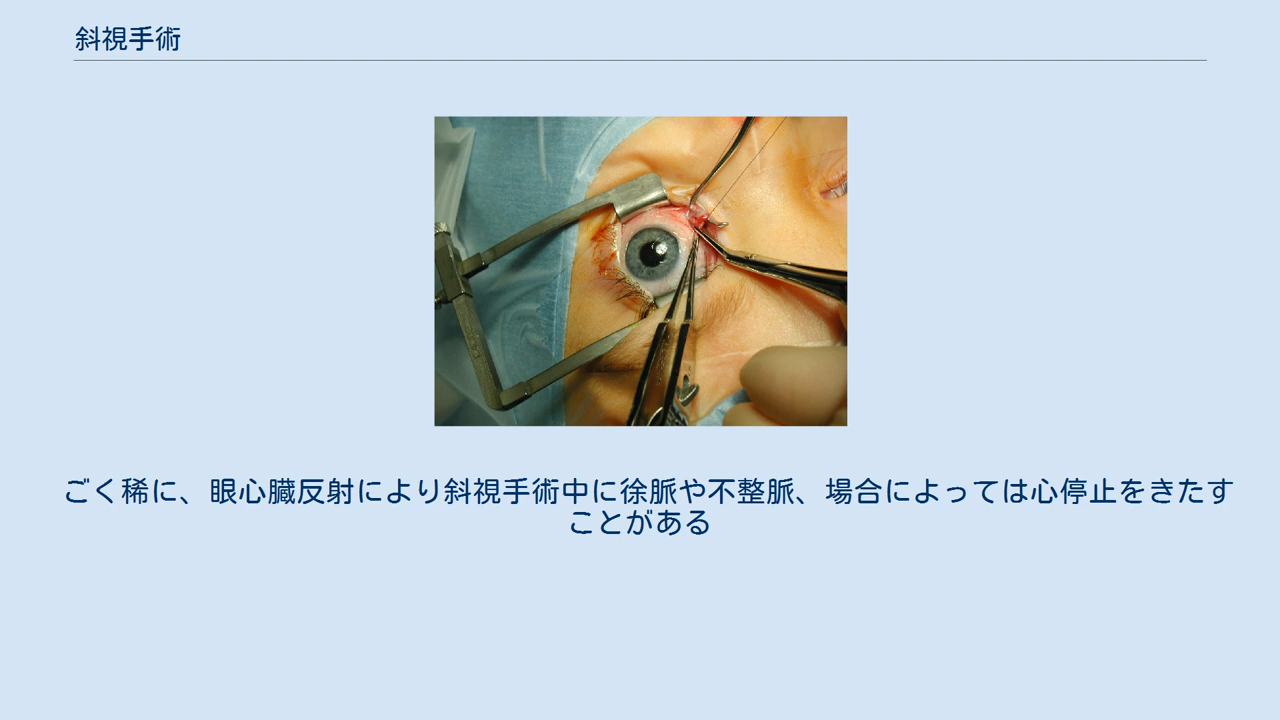 斜視手術
ごく稀に、眼心臓反射により斜視手術中に徐脈や不整脈、場合によっては心停止をきたす
ことがある